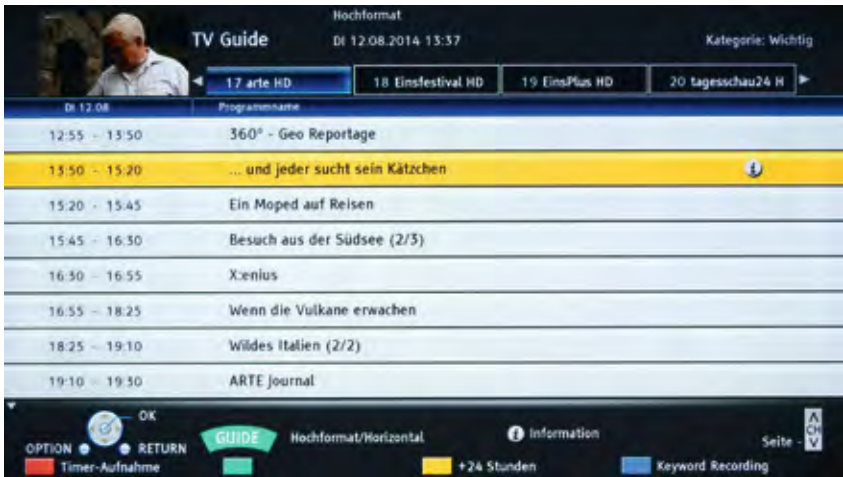 Hochformat
TV Guide DI 12.08.2014 13:37 Kategorie: Wichtig
17 arte HD 18 Einsfestival HD 19 EinsPlus HD 20 tagesschau24 H
DI 12.08 Programmname
12:55 - 13:50 360° - Geo Reportage
13:50 - 15:20 ... und jeder sucht sein Kätzchen
15:20 - 15:45 Ein Moped auf Reisen
15:45 - 16:30 Besuch aus der Südsee (2/3)
16:30 - 16:55 X:enius
16:55 - 18:25 Wenn die Vulkane erwachen
18:25 - 19:10 Wildes Italien (2/2)
19:10 - 19:30 ARTE Journal
OK
OPTION RETURN GUIDE Hochformat/Horizontal i Information Seite - CH
Timer-Aufnahme +24 Stunden Keyword Recording